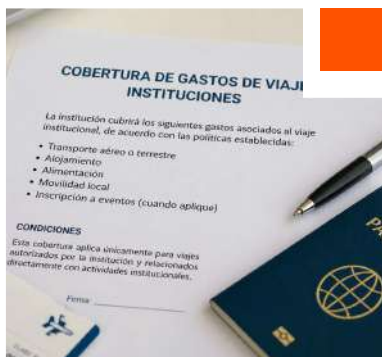 COBERTURA DE GASTOS DE VIAJE
INSTITUCIONES
La institución cubrirá los siguientes gastos asociados al viaje
institucional, de acuerdo con las políticas establecidas:
• Transporte aéreo o terrestre
• Alojamiento
• Alimentación
• Movilidad local
• Inscripción a eventos (cuando aplique)
CONDICIONES
Esta cobertura aplica únicamente para viajes
autorizados por la institución y relacionados
directamente con actividades institucionales.
Firma